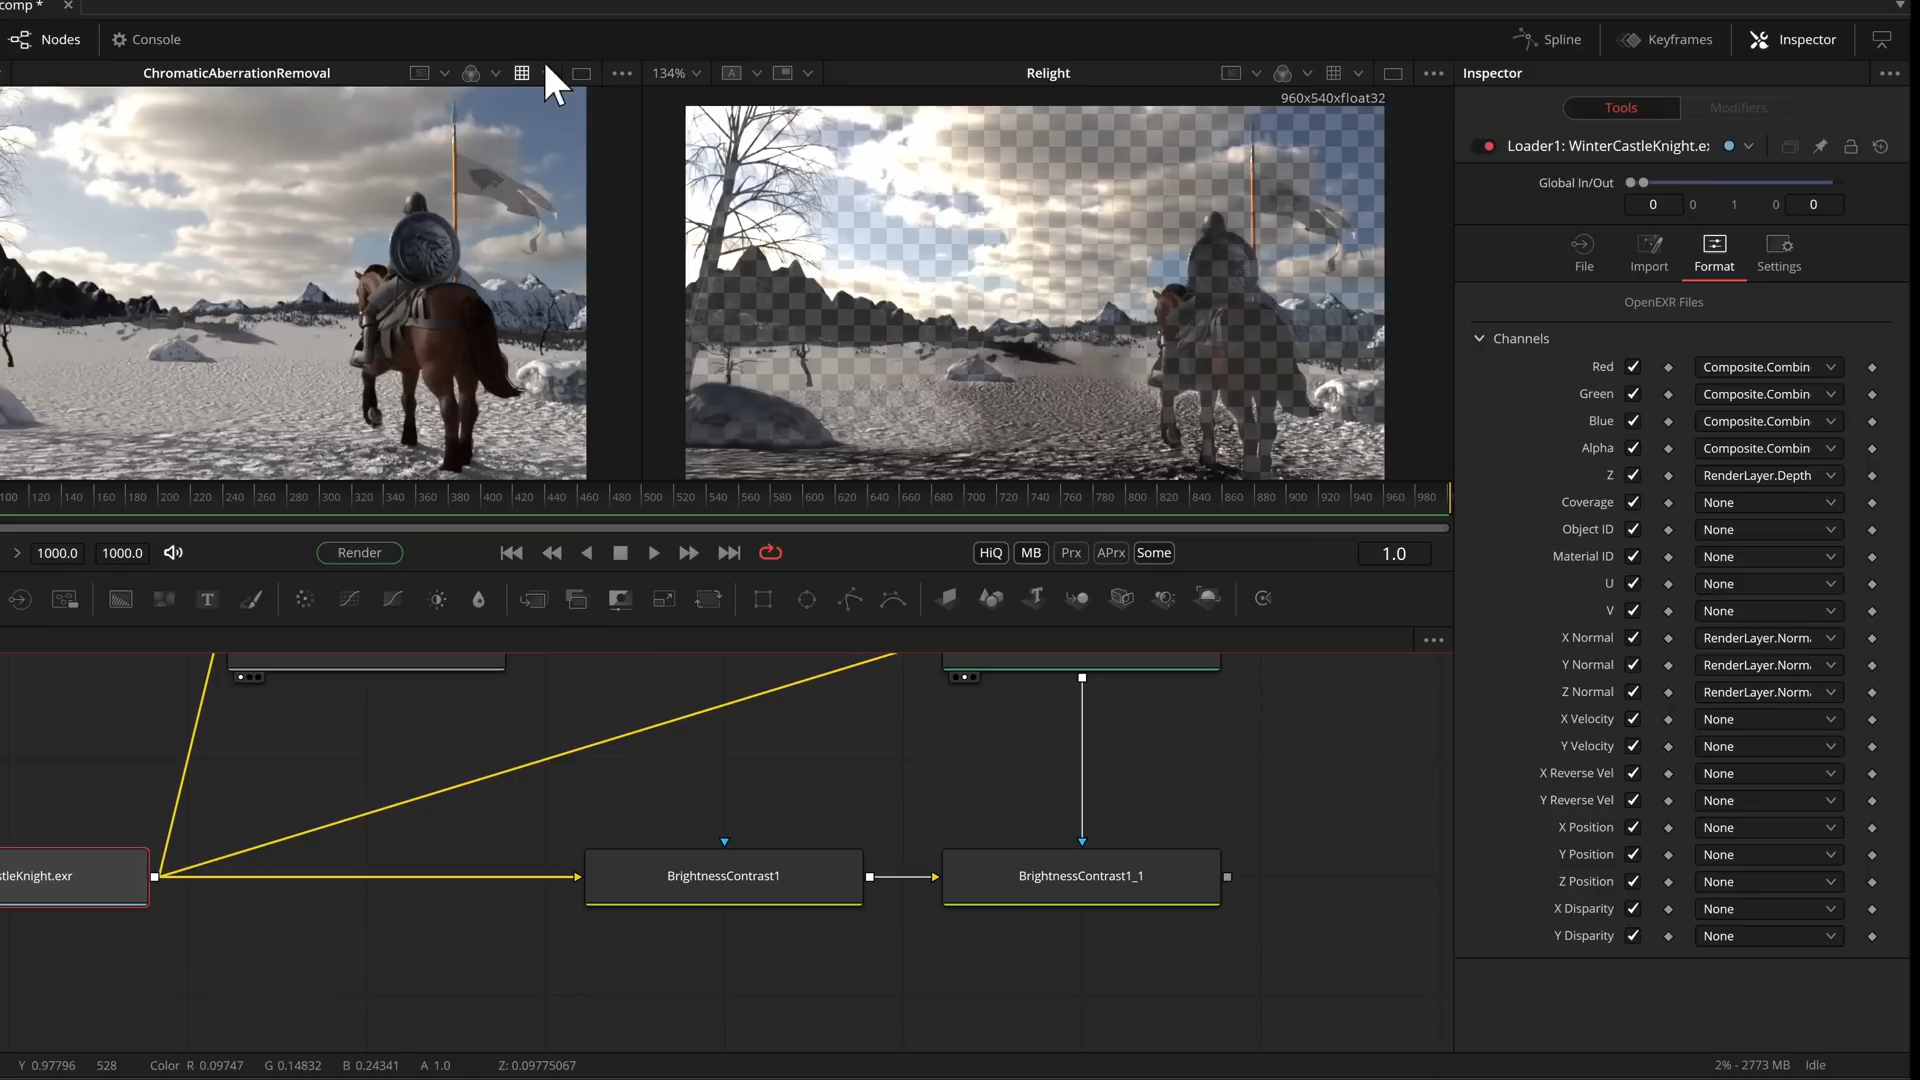 comp *
Nodes
Console
Spline
Keyframes
Inspector
ChromaticAberrationRemoval
134%
A
Relight
Inspector
960x540xfloat32
Tools
Modifiers
Loader1: WinterCastleKnight.e
Global In/Out
0 0 1 0 0
File
Import
Format
Settings
OpenEXR Files
Channels
Red Composite.Combin
Green Composite.Combin
Blue Composite.Combin
Alpha Composite.Combin
Z RenderLayer.Depth
Coverage None
Object ID None
Material ID None
U None
V None
X Normal RenderLayer.Norm
Y Normal RenderLayer.Norm
Z Normal RenderLayer.Norm
X Velocity None
Y Velocity None
X Reverse Vel None
Y Reverse Vel None
X Position None
Y Position None
Z Position None
X Disparity None
Y Disparity None
100 120 140 160 180 200 220 240 260 300 320 340 360 380 400 420 440 460 480 500 520 540 560 580 600 620 640 660 680 700 720 740 760 780 800 820 840 860 880 900 920 940 960 980
1000.0 1000.0
Render
HiQ MB Prx APrx Some
1.0
T
stleKnight.exr
BrightnessContrast1
BrightnessContrast1_1
Y 0.97796 528 Color R 0.09747 G 0.14832 B 0.24341 A 1.0 Z: 0.09775067
2% - 2773 MB Idle